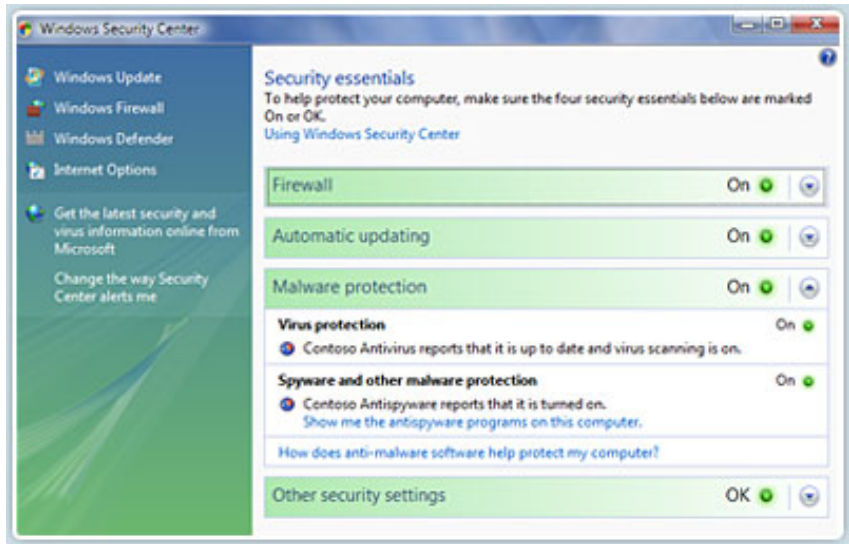 Windows Security Center
Windows Update
Windows Firewall
Windows Defender
Internet Options
Get the latest security and
virus information online from
Microsoft
Change the way Security
Center alerts me
Security essentials
To help protect your computer, make sure the four security essentials below are marked
On or OK.
Using Windows Security Center
Firewall On
Automatic updating On
Malware protection On
Virus protection On
Contoso Antivirus reports that it is up to date and virus scanning is on.
Spyware and other malware protection On
Contoso Antispyware reports that it is turned on.
Show me the antispyware programs on this computer.
How does anti-malware software help protect my computer?
Other security settings OK